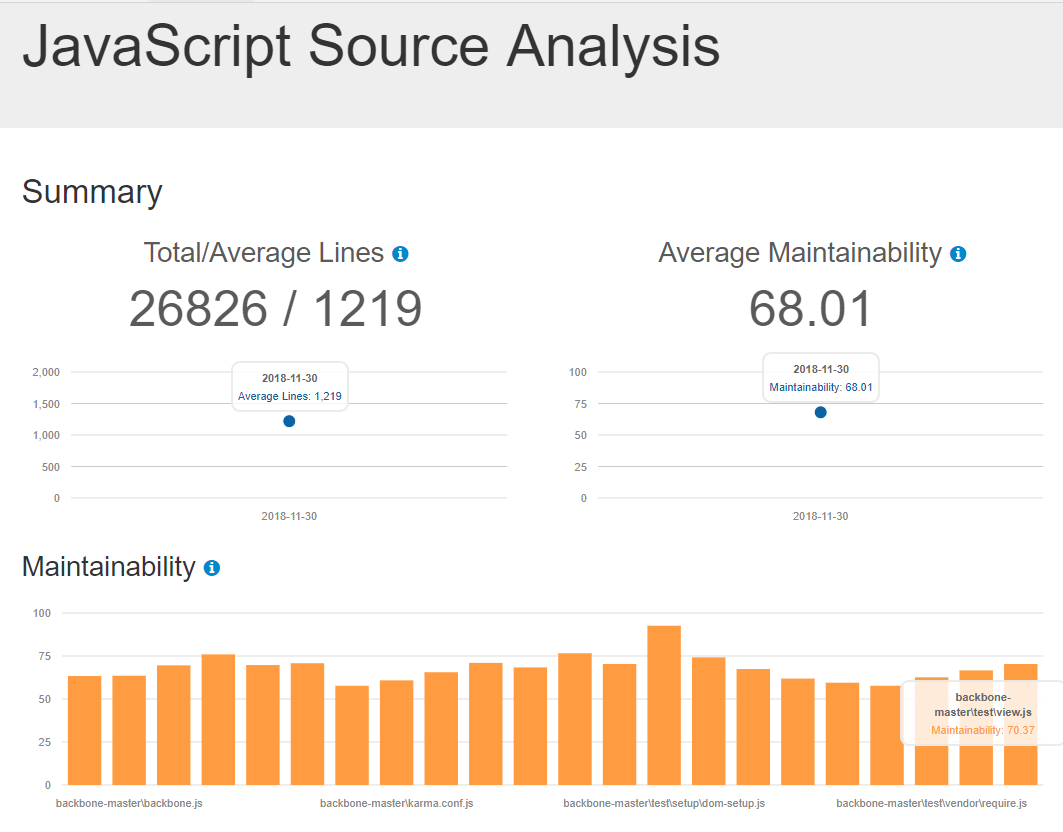 JavaScript Source Analysis
Summary
Total/Average Lines
26826 / 1219
2,000
1,500
1,000
500
0
2018-11-30
Average Lines: 1,219
2018-11-30
Average Maintainability
68.01
100
75
50
25
0
2018-11-30
Maintainability: 68.01
2018-11-30
Maintainability
100
75
50
25
0
backbone-
master\test\view.js
Maintainability: 70.37
backbone-master\backbone.js
backbone-master\karma.conf.js
backbone-master\test\setup\dom-setup.js
backbone-master\test\vendor\require.js